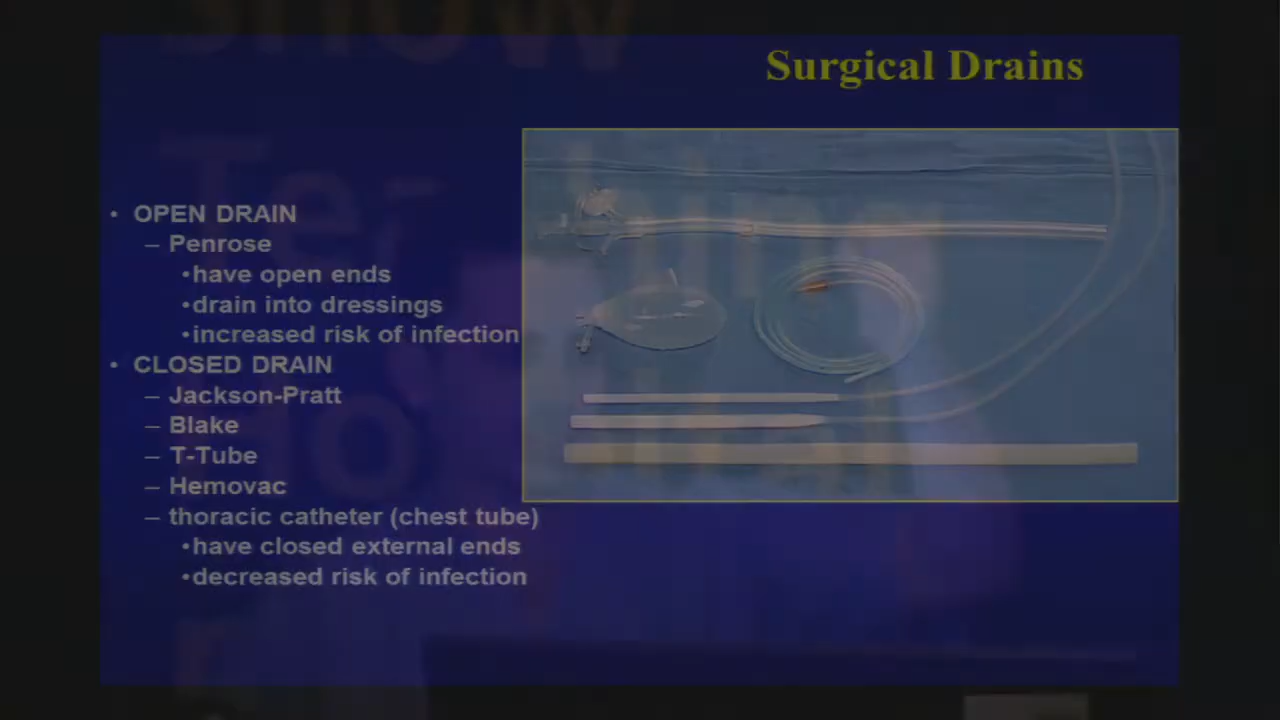 show
Surgical Drains
• OPEN DRAIN
– Penrose
•have open ends
•drain into dressings
•increased risk of infection
• CLOSED DRAIN
– Jackson-Pratt
– Blake
– T-Tube
– Hemovac
– thoracic catheter (chest tube)
•have closed external ends
•decreased risk of infection